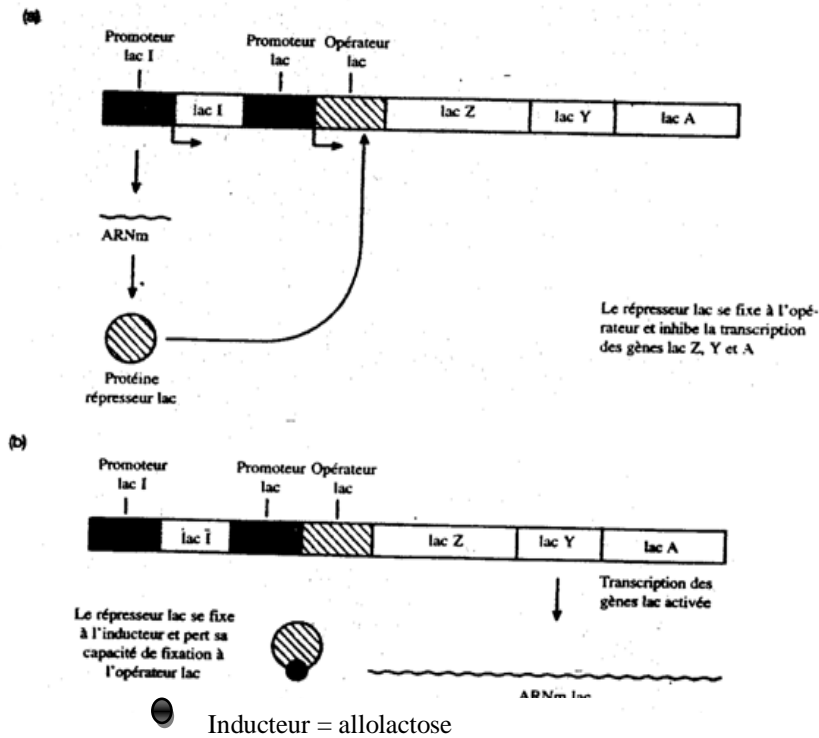 (a)
Promoteur
lac I
Promoteur
lac
Opérateur
lac
lac I
lac Z
lac Y
lac A
ARNm
Protéine
répresseur lac
Le répresseur lac se fixe à l'opé-
rateur et inhibe la transcription
des gènes lac Z, Y et A
(b)
Promoteur
lac I
Promoteur
lac
Opérateur
lac
lac I
lac Z
lac Y
lac A
Transcription des
gènes lac activée
Le répresseur lac se fixe
à l'inducteur et pert sa
capacité de fixation à
l'opérateur lac
ARNm lac
Inducteur = allolactose